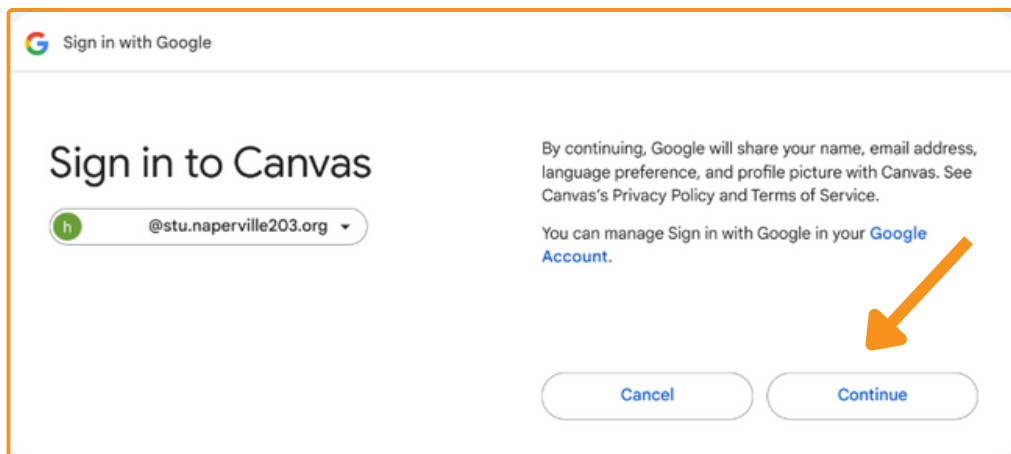 Sign in with Google
Sign in to Canvas
h @stu.naperville203.org
By continuing, Google will share your name, email address,
language preference, and profile picture with Canvas. See
Canvas's Privacy Policy and Terms of Service.
You can manage Sign in with Google in your Google
Account.
Cancel Continue